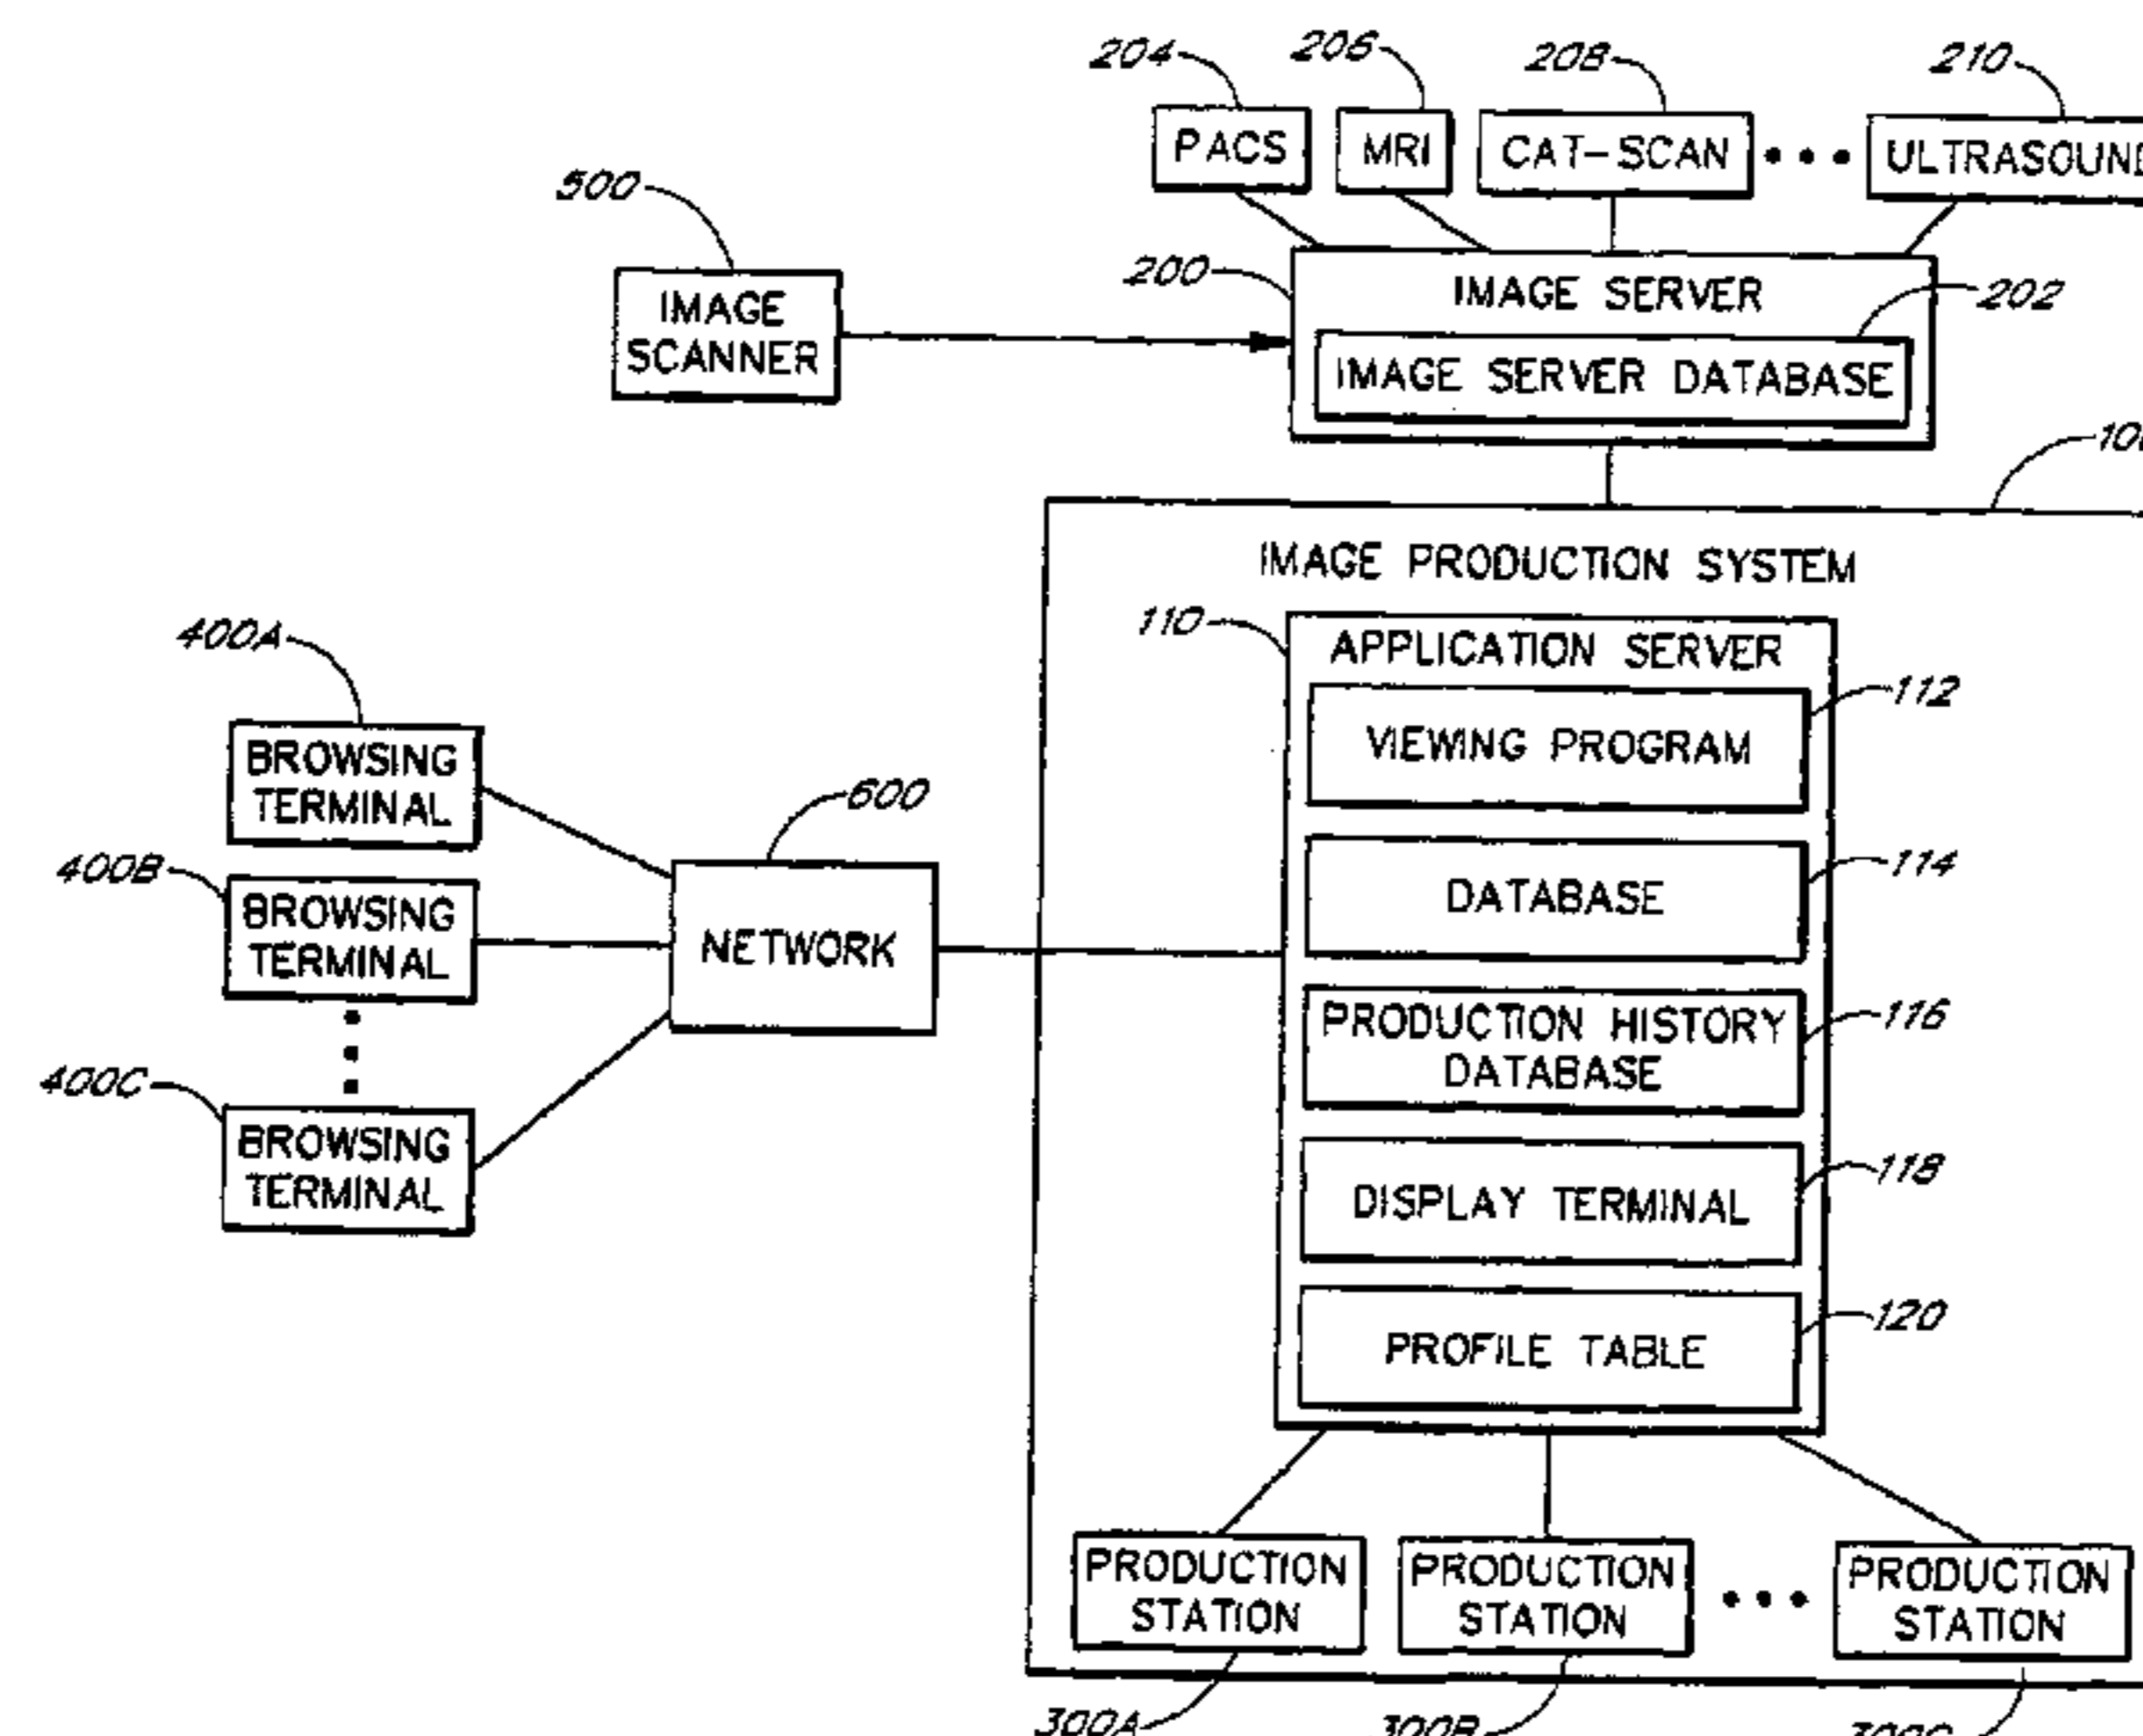 204
206
208
210
PACS
MRI
CAT-SCAN
ULTRASOUND
500
200
IMAGE SERVER
202
IMAGE
SCANNER
IMAGE SERVER DATABASE
IMAGE PRODUCTION SYSTEM
110
APPLICATION SERVER
112
VIEWING PROGRAM
400A
BROWSING
TERMINAL
600
114
DATABASE
400B
BROWSING
TERMINAL
NETWORK
116
PRODUCTION HISTORY
DATABASE
400C
BROWSING
TERMINAL
118
DISPLAY TERMINAL
120
PROFILE TABLE
PRODUCTION
STATION
PRODUCTION
STATION
PRODUCTION
STATION
300A
300B
300C